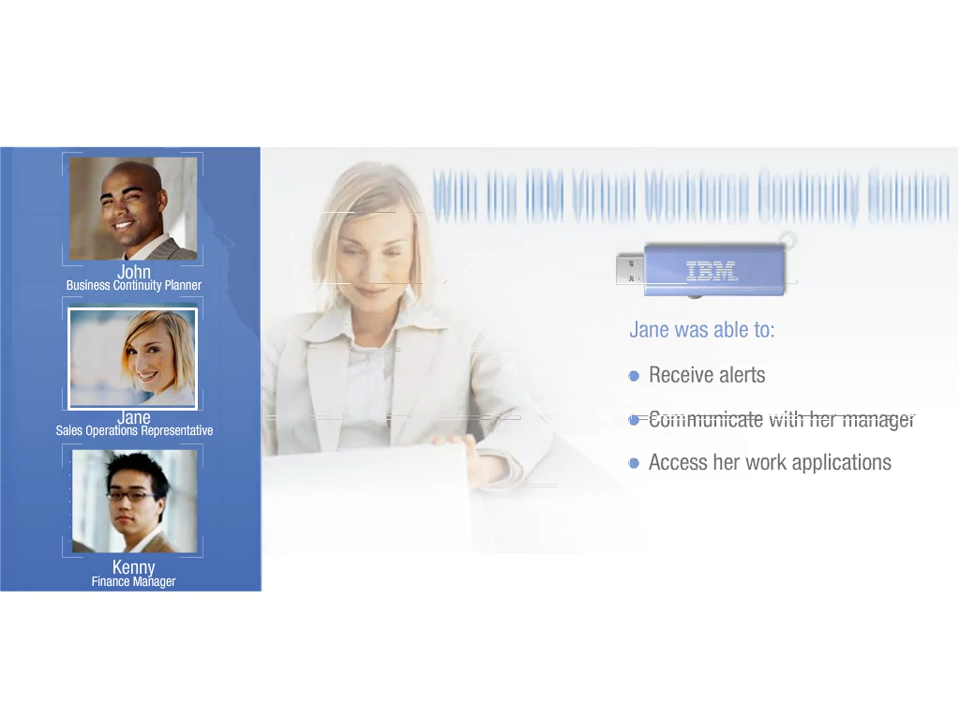 With the IBM Virtual Workforce Continuity Solution
John
Business Continuity Planner
IBM
Jane was able to:
Jane
Sales Operations Representative
Receive alerts
Communicate with her manager
Access her work applications
Kenny
Finance Manager